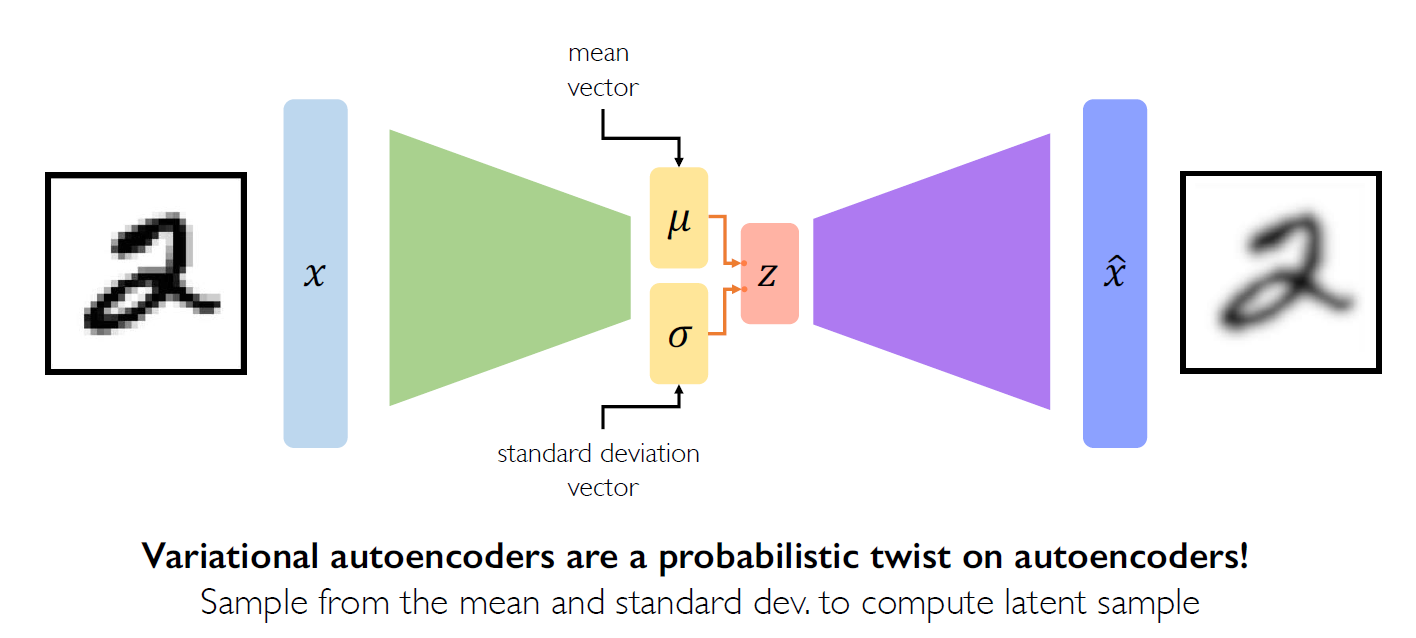 mean
vector
x
μ
σ
z
x̂
standard deviation
vector
Variational autoencoders are a probabilistic twist on autoencoders!
Sample from the mean and standard dev. to compute latent sample